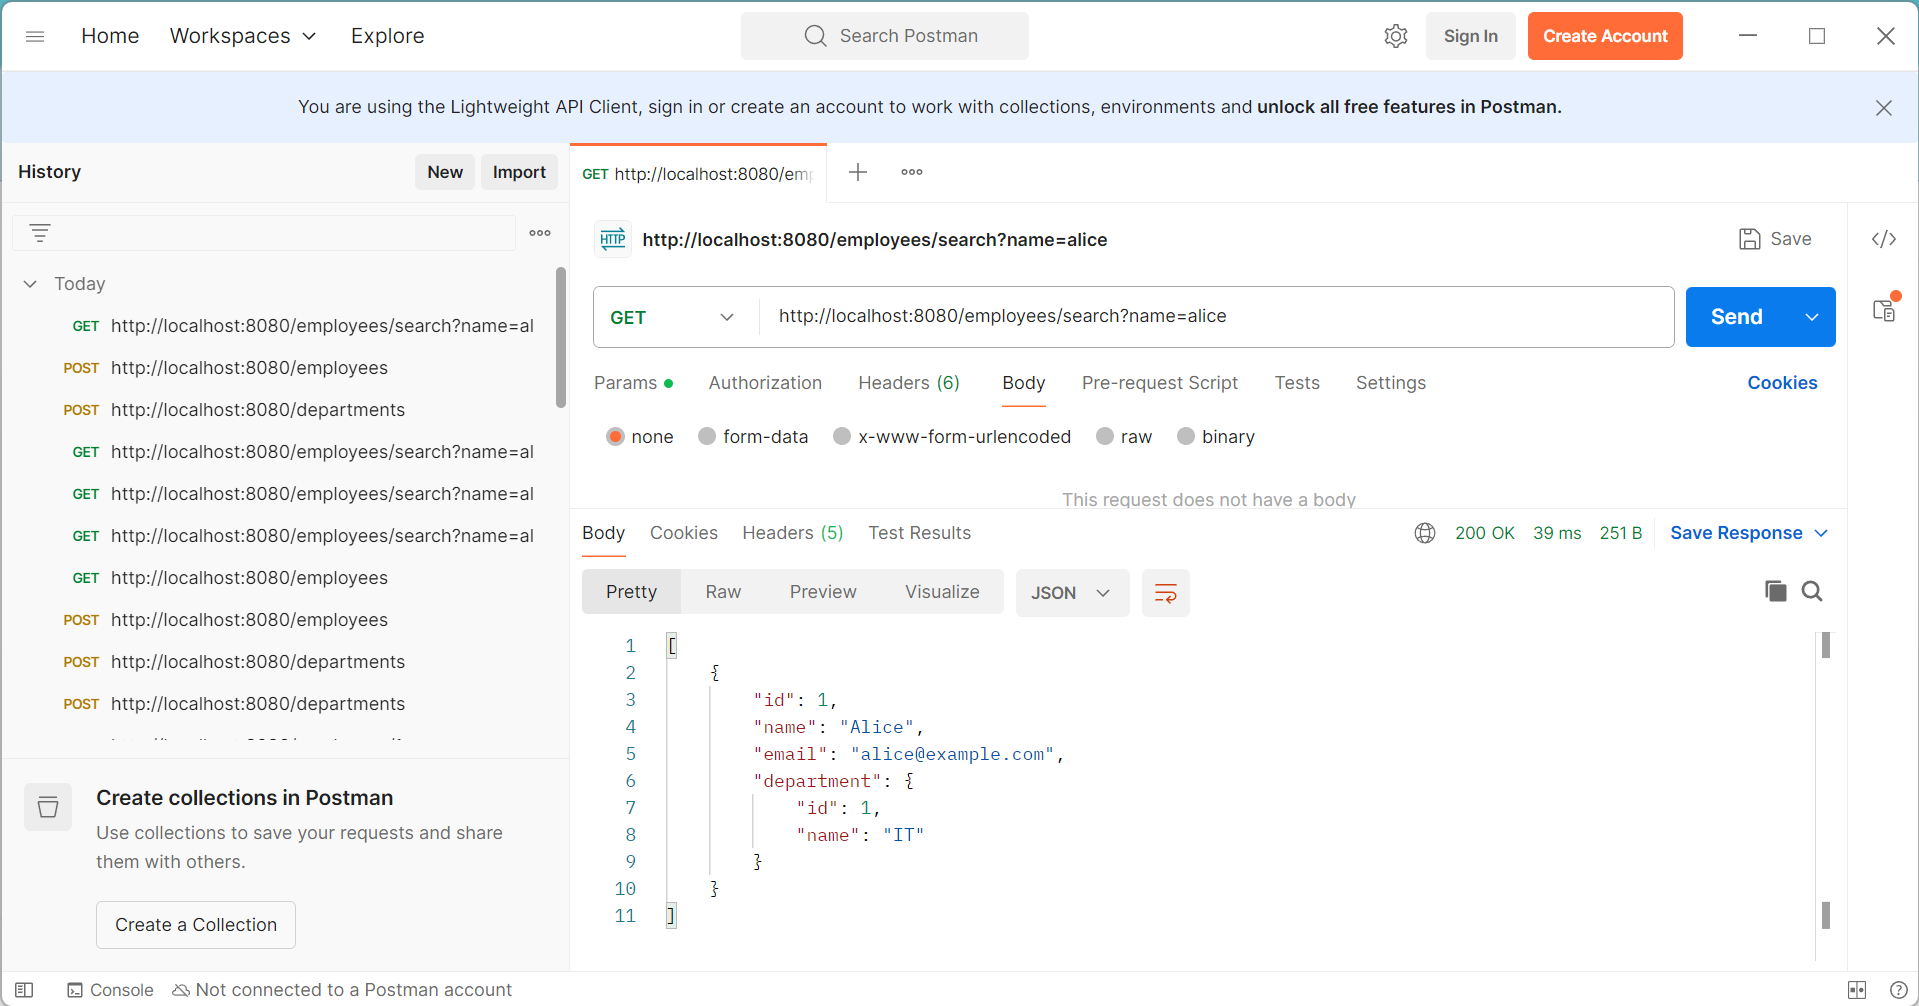 Home Workspaces Explore Search Postman Sign In Create Account
You are using the Lightweight API Client, sign in or create an account to work with collections, environments and unlock all free features in Postman.
History New Import
GET http://localhost:8080/em
HTTP http://localhost:8080/employees/search?name=alice Save </>
Today
GET http://localhost:8080/employees/search?name=al
POST http://localhost:8080/employees
POST http://localhost:8080/departments
GET http://localhost:8080/employees/search?name=al
GET http://localhost:8080/employees/search?name=al
GET http://localhost:8080/employees/search?name=al
GET http://localhost:8080/employees
POST http://localhost:8080/employees
POST http://localhost:8080/departments
POST http://localhost:8080/departments
Create collections in Postman
Use collections to save your requests and share
them with others.
Create a Collection
GET http://localhost:8080/employees/search?name=alice Send
Params Authorization Headers (6) Body Pre-request Script Tests Settings Cookies
none form-data x-www-form-urlencoded raw binary
This request does not have a body
Body Cookies Headers (5) Test Results 200 OK 39 ms 251 B Save Response
Pretty Raw Preview Visualize JSON
1 [
2 {
3 "id": 1,
4 "name": "Alice",
5 "email": "alice@example.com",
6 "department": {
7 "id": 1,
8 "name": "IT"
9 }
10 }
11 ]
Console Not connected to a Postman account